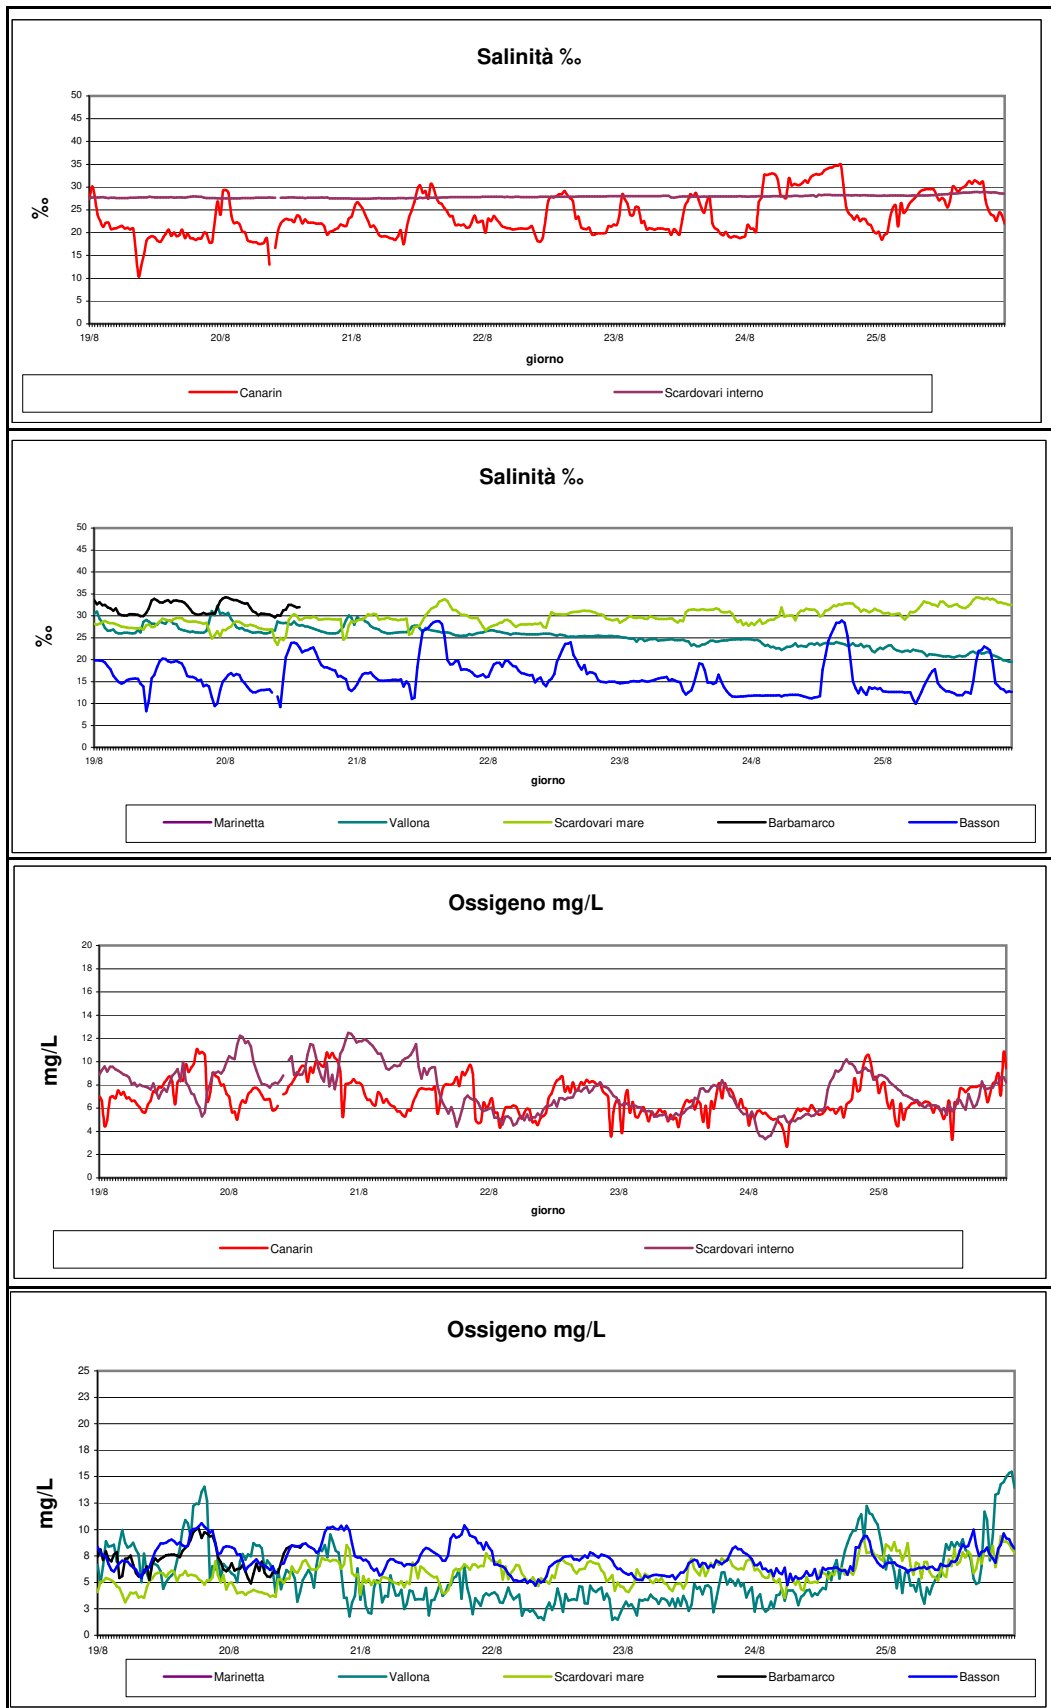 Salinità ‰
50
45
40
35
30
25
20
15
10
5
0
‰
19/8 20/8 21/8 22/8 23/8 24/8 25/8
giorno
Canarin Scardovari interno
Salinità ‰
50
45
40
35
30
25
20
15
10
5
0
‰
19/8 20/8 21/8 22/8 23/8 24/8 25/8
giorno
Marinetta Vallona Scardovari mare Barbamarco Basson
Ossigeno mg/L
20
18
16
14
12
10
8
6
4
2
0
mg/L
19/8 20/8 21/8 22/8 23/8 24/8 25/8
giorno
Canarin Scardovari interno
Ossigeno mg/L
25
23
20
18
15
13
10
8
5
3
0
mg/L
19/8 20/8 21/8 22/8 23/8 24/8 25/8
Marinetta Vallona Scardovari mare Barbamarco Basson